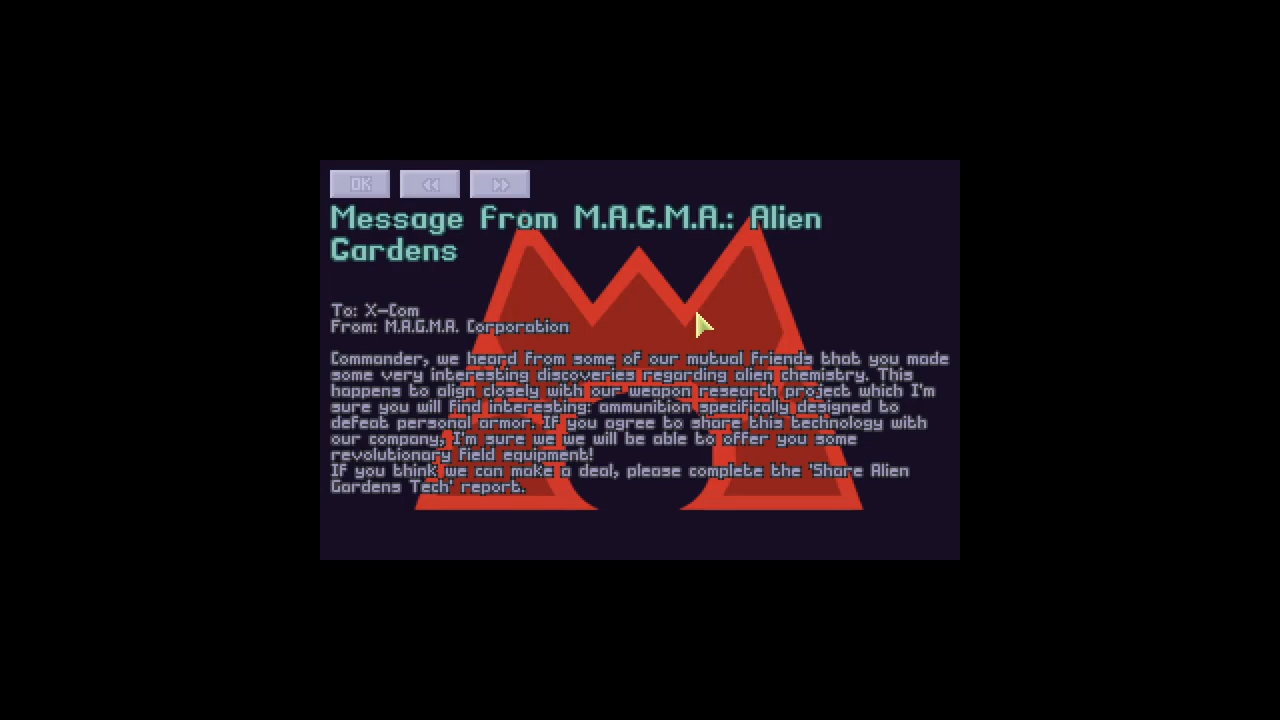 OK
Message from M.A.G.M.A.: Alien
Gardens
To: X-Com
From: M.A.G.M.A. Corporation
Commander, we heard from some of our mutual friends that you made
some very interesting discoveries regarding alien chemistry. This
happens to align closely with our weapon research project which I'm
sure you will find interesting: ammunition specifically designed to
defeat personal armor. If you agree to share this technology with
our company, I'm sure we we will be able to offer you some
revolutionary field equipment!
If you think we can make a deal, please complete the 'Share Alien
Gardens Tech' report.